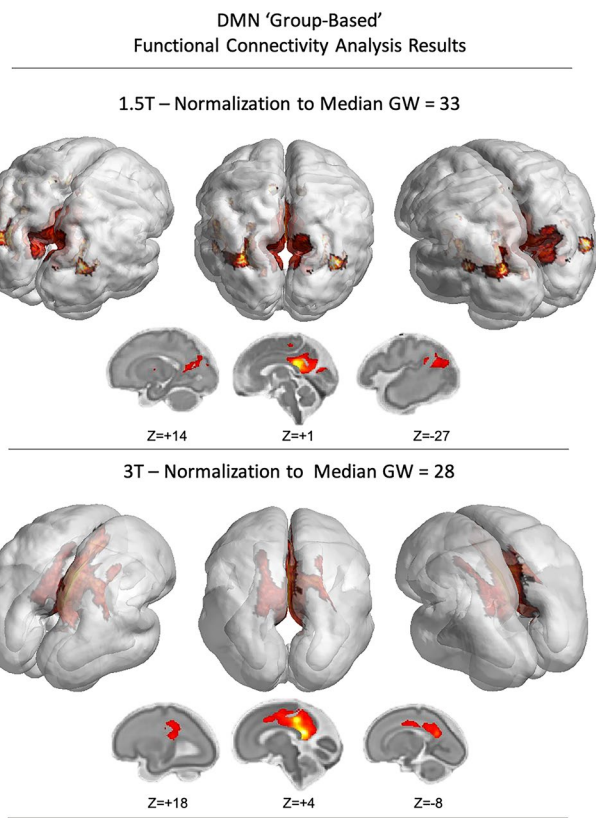 DMN ‘Group-Based’
Functional Connectivity Analysis Results
1.5T – Normalization to Median GW = 33
Z=+14 Z=+1 Z=-27
3T – Normalization to Median GW = 28
Z=+18 Z=+4 Z=-8